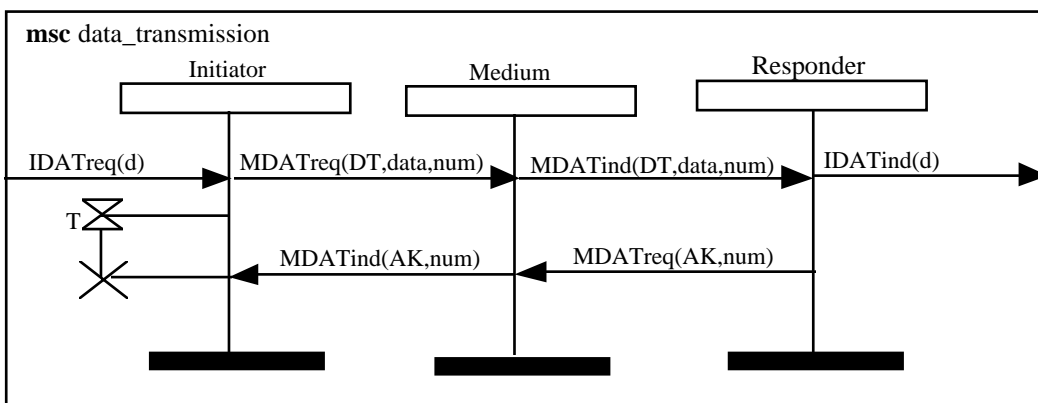 msc data_transmission
Initiator
Medium
Responder
IDATreq(d)
MDATreq(DT,data,num)
MDATind(DT,data,num)
IDATind(d)
T
MDATind(AK,num)
MDATreq(AK,num)